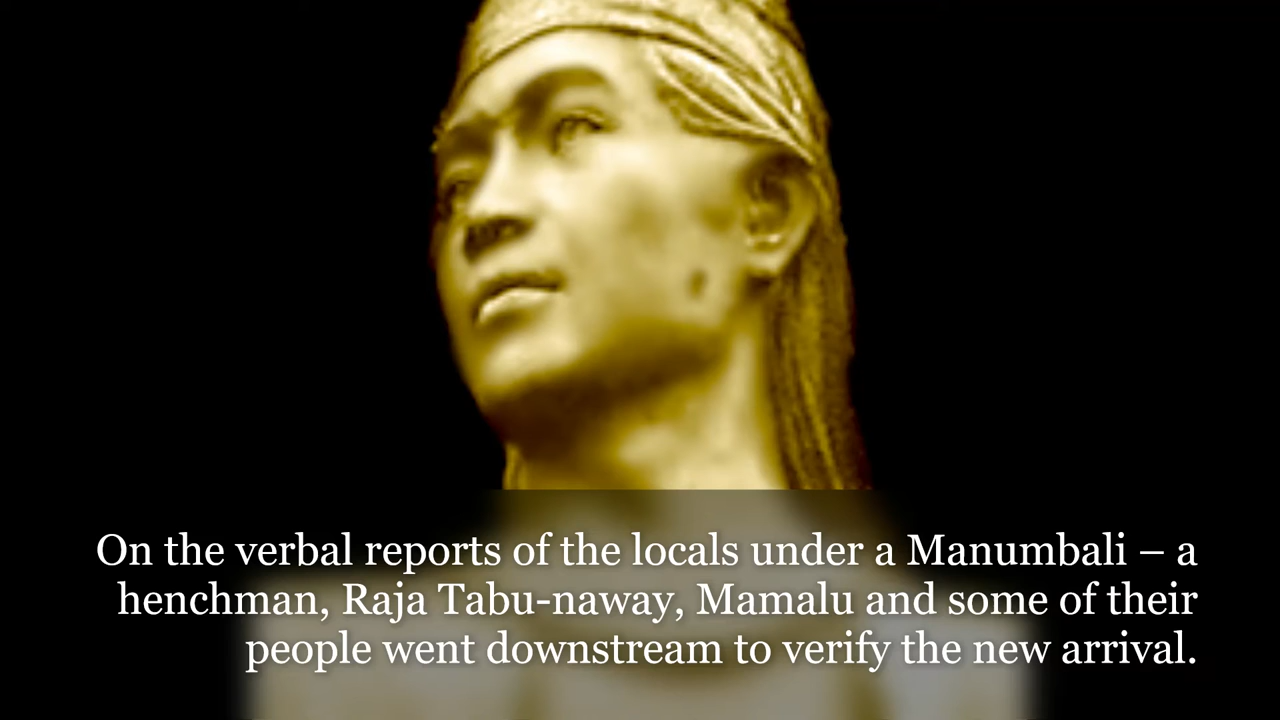 On the verbal reports of the locals under a Manumbali – a
henchman, Raja Tabu-naway, Mamalu and some of their
people went downstream to verify the new arrival.